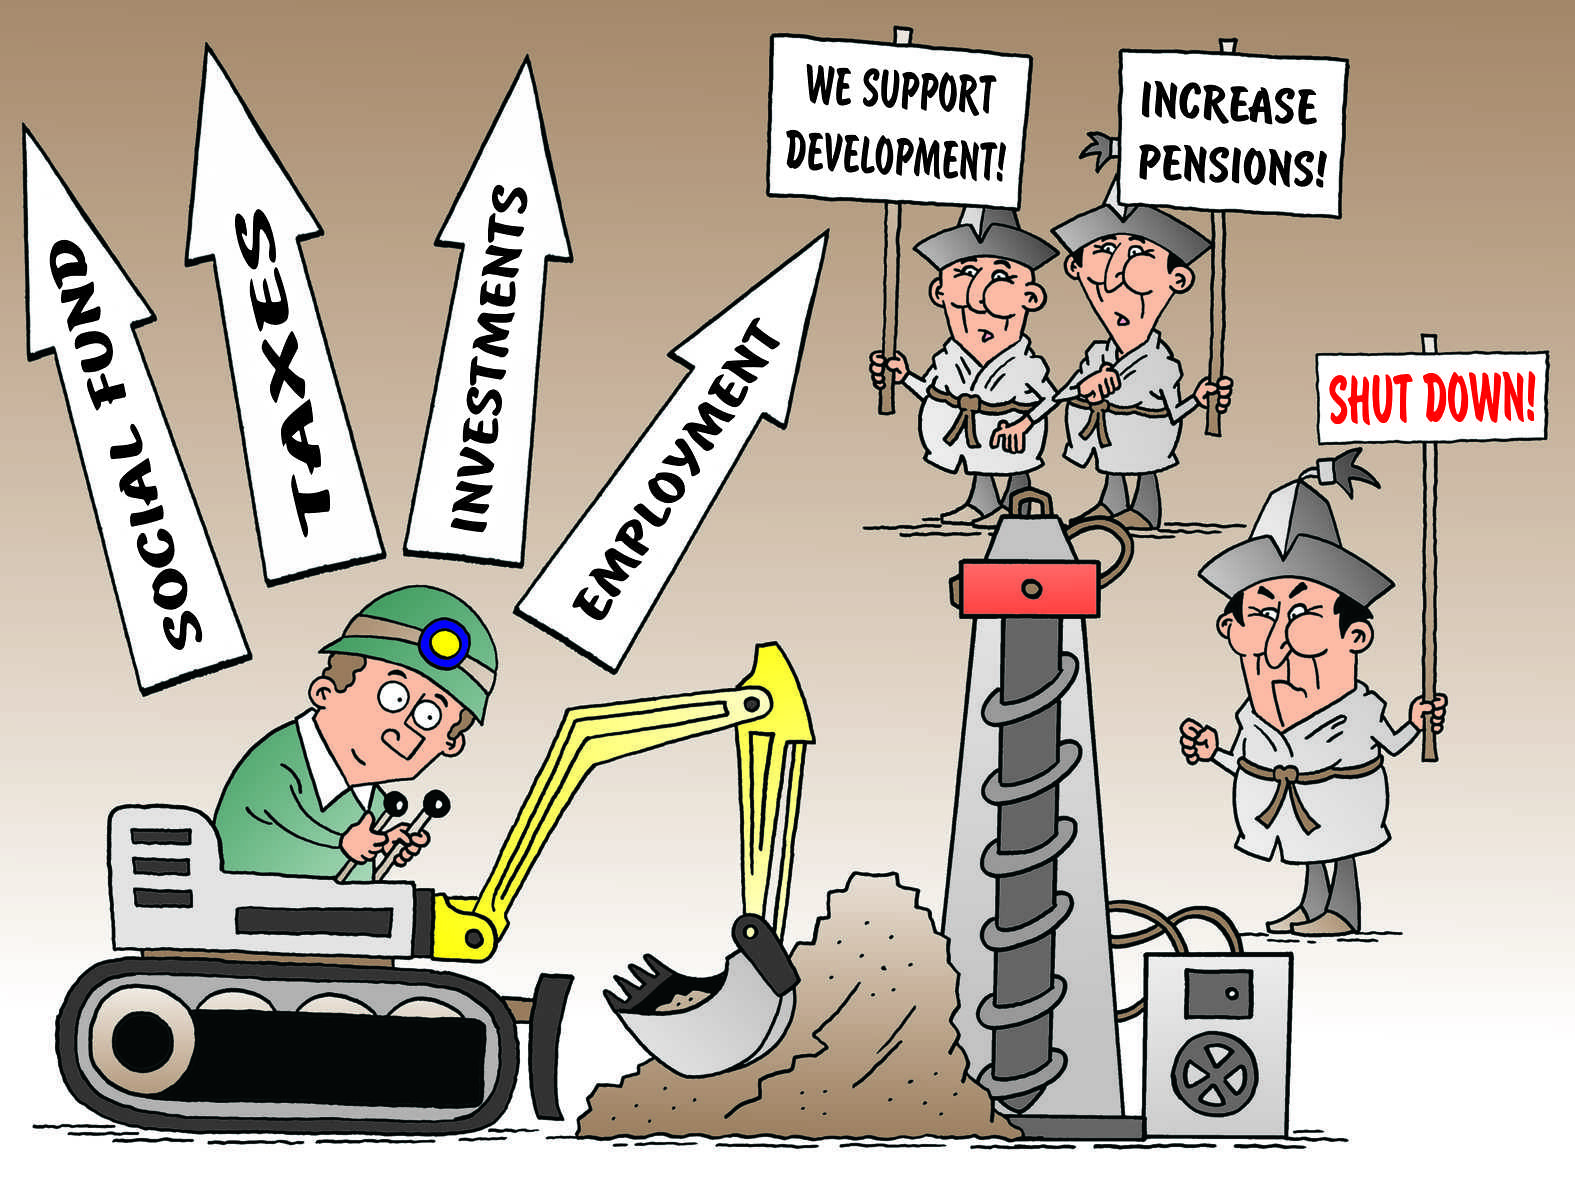 SOCIAL FUND
TAXES
INVESTMENTS
EMPLOYMENT
WE SUPPORT
DEVELOPMENT!
INCREASE
PENSIONS!
SHUT DOWN!